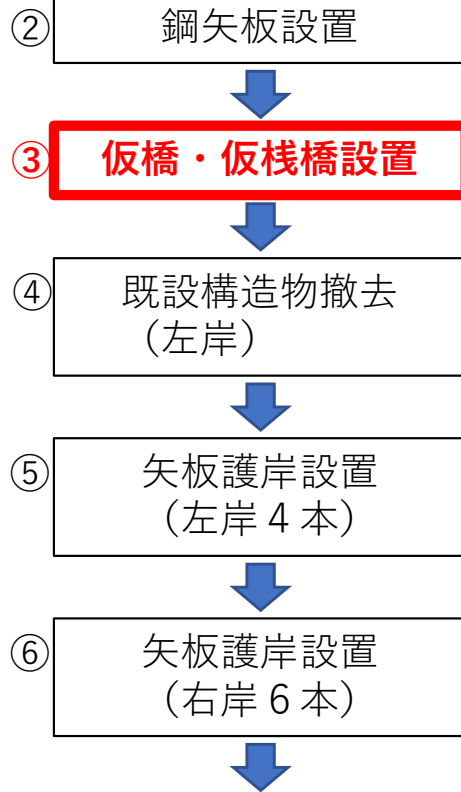 ② 鋼矢板設置
③ 仮橋・仮桟橋設置
④ 既設構造物撤去
（左岸）
⑤ 矢板護岸設置
（左岸４本）
⑥ 矢板護岸設置
（右岸６本）